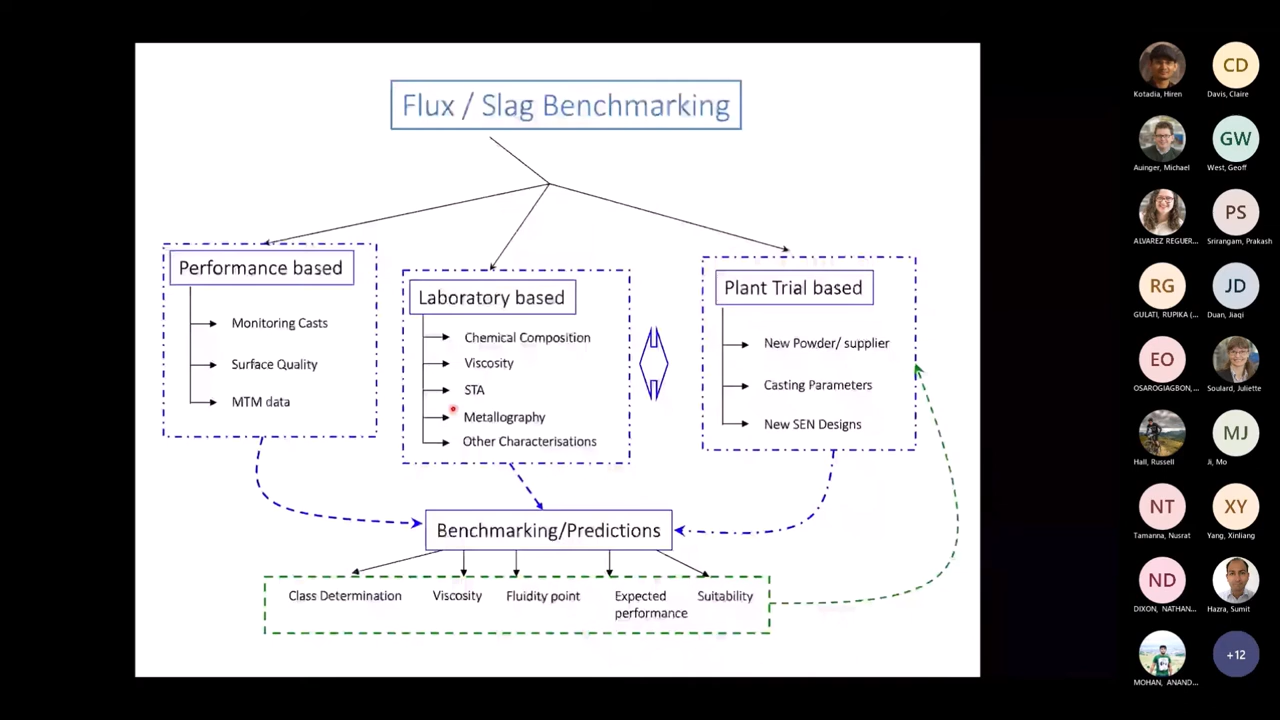 Flux / Slag Benchmarking
Performance based
Monitoring Casts
Surface Quality
MTM data
Laboratory based
Chemical Composition
Viscosity
STA
Metallography
Other Characterisations
Plant Trial based
New Powder/ supplier
Casting Parameters
New SEN Designs
Benchmarking/Predictions
Class Determination
Viscosity
Fluidity point
Expected
performance
Suitability
Kotadia, Hiren
CD
Davis, Claire
Auinger, Michael
GW
West, Geoff
ALVAREZ REGUER...
PS
Srirangam, Prakash
RG
GULATI, RUPIKA (...
JD
Duan, Jiaqi
EO
OSAROGIAGBON,...
Soulard, Juliette
Hall, Russell
MJ
Ji, Mo
NT
Tamanna, Nusrat
XY
Yang, Xinliang
ND
DIXON, NATHAN...
Hazra, Sumit
MOHAN, ANAND...
+12